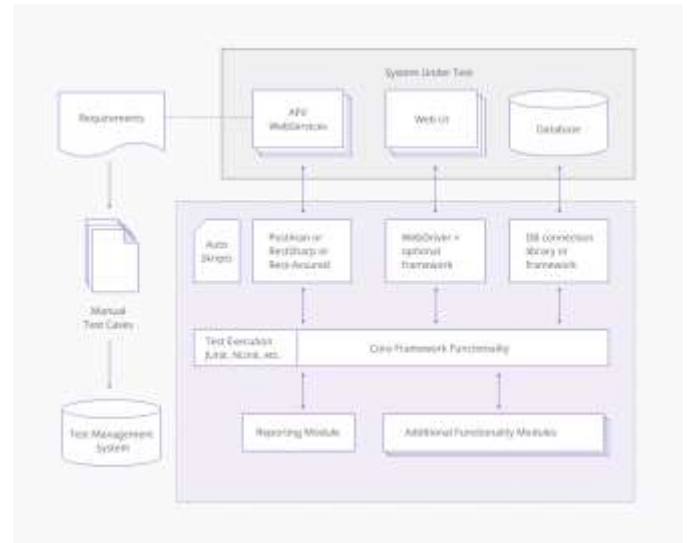 System Under Test
Requirements
API/
WebServices
Web UI
Database
Auto
Scripts
Postman or
RestSharp or
Rest-Assured
WebDriver +
optional
framework
DB connection
library or
framework
Manual
Test Cases
Test Execution
JUnit, NUnit, etc.
Core Framework Functionality
Test Management
System
Reporting Module
Additional Functionality Modules